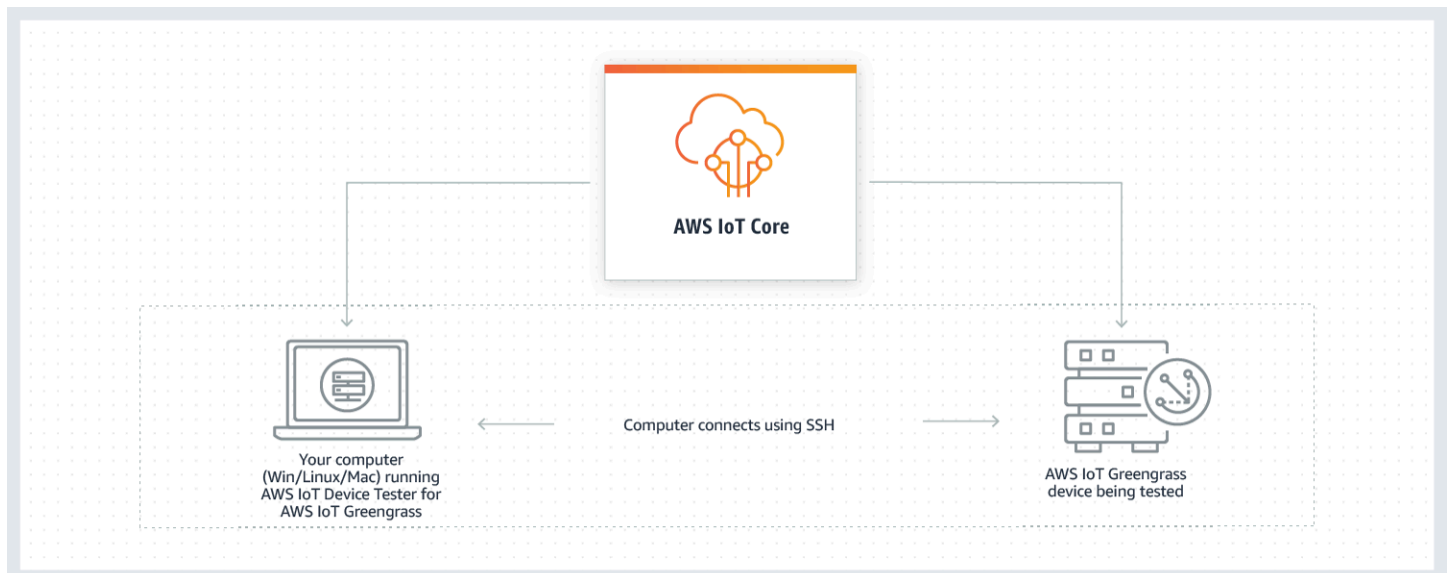 AWS IoT Core
Computer connects using SSH
Your computer
(Win/Linux/Mac) running
AWS IoT Device Tester for
AWS IoT Greengrass
AWS IoT Greengrass
device being tested